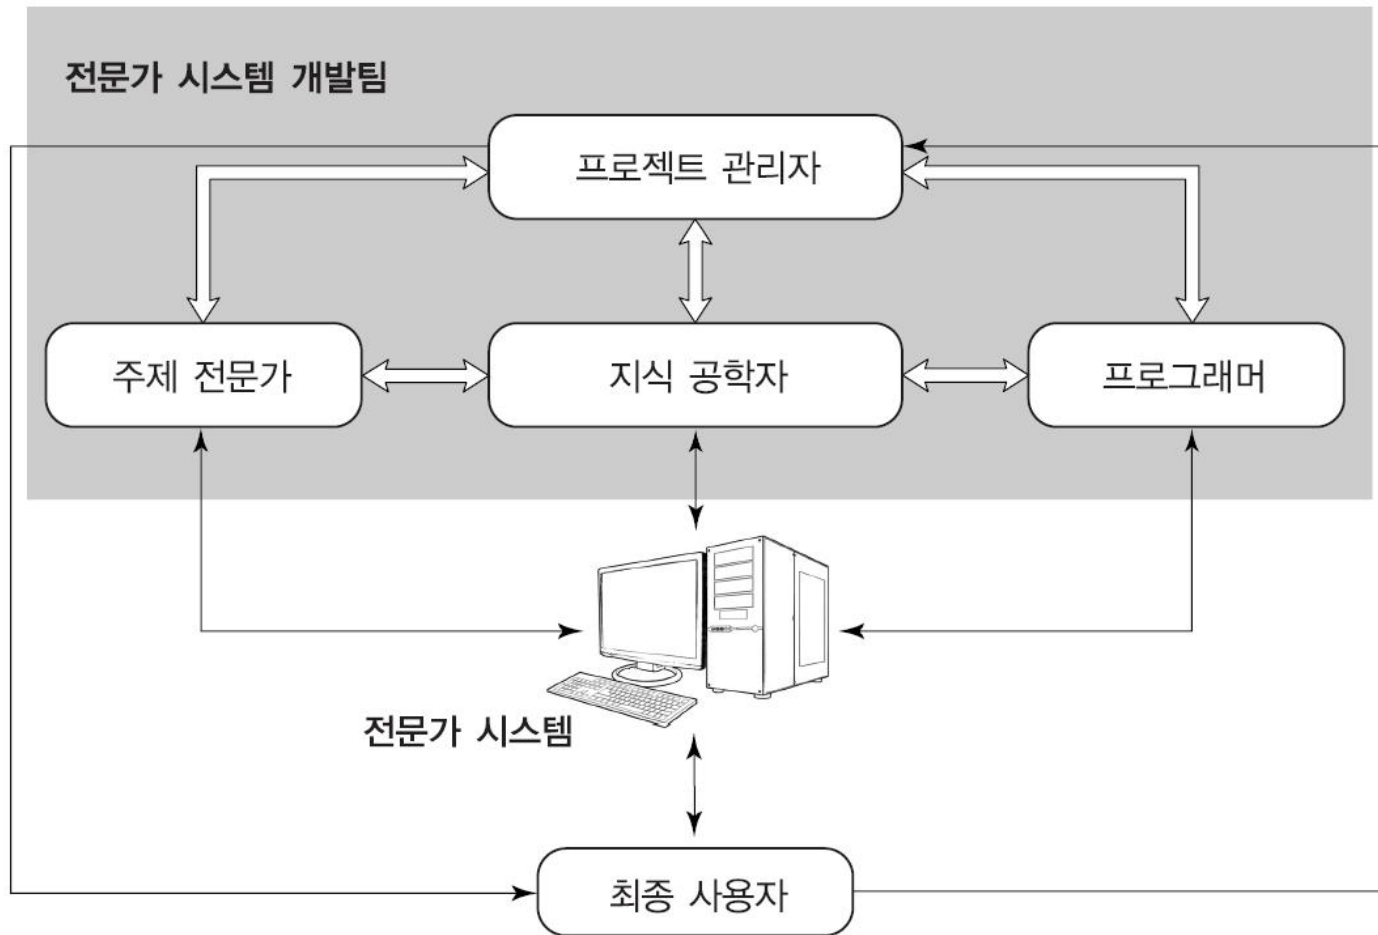 전문가 시스템 개발팀
프로젝트 관리자
주제 전문가
지식 공학자
프로그래머
전문가 시스템
최종 사용자